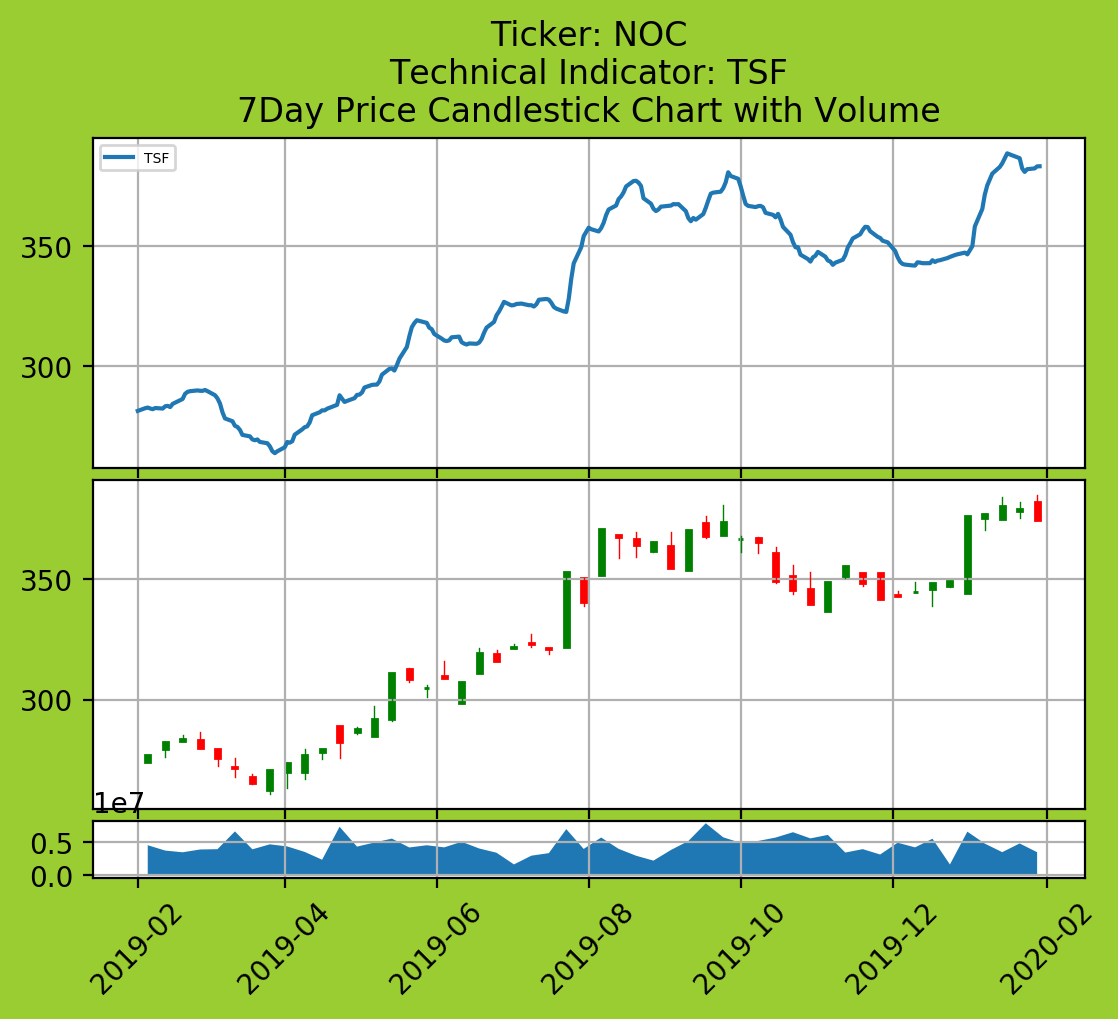 Ticker: NOC
Technical Indicator: TSF
7Day Price Candlestick Chart with Volume
TSF
350
300
350
300
1e7
0.5
0.0
2019-02
2019-04
2019-06
2019-08
2019-10
2019-12
2020-02